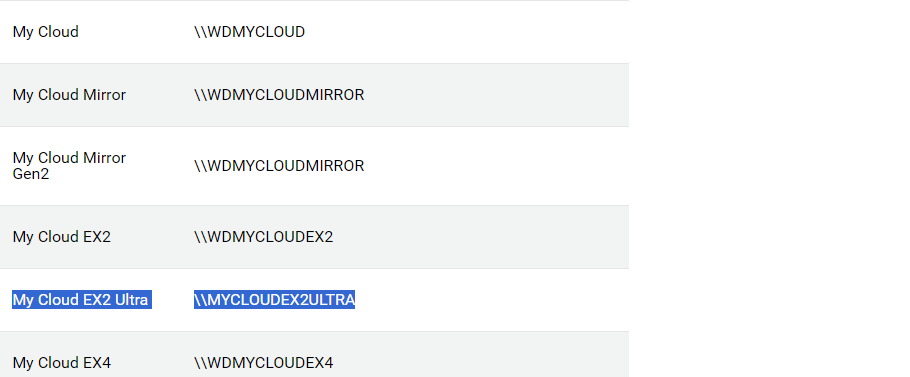 My Cloud \\WDMYCLOUD
My Cloud Mirror \\WDMYCLOUDMIRROR
My Cloud Mirror
Gen2 \\WDMYCLOUDMIRROR
My Cloud EX2 \\WDMYCLOUDEX2
My Cloud EX2 Ultra \\MYCLOUDEX2ULTRA
My Cloud EX4 \\WDMYCLOUDEX4